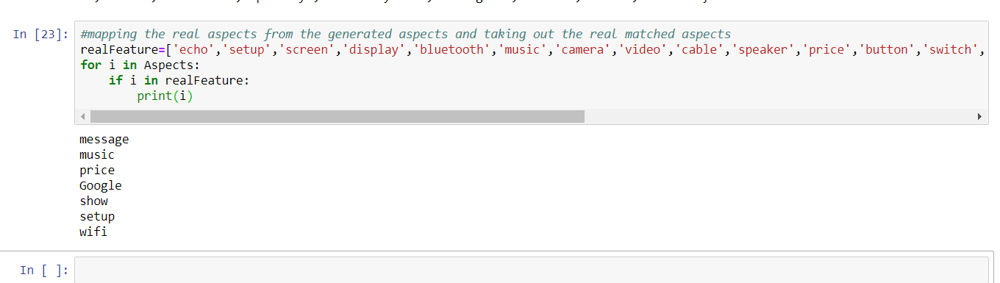 In [23]:
#mapping the real aspects from the generated aspects and taking out the real matched aspects
realFeature=['echo','setup','screen','display','bluetooth','music','camera','video','cable','speaker','price','button','switch',
for i in Aspects:
    if i in realFeature:
        print(i)
message
music
price
Google
show
setup
wifi
In [ ]: